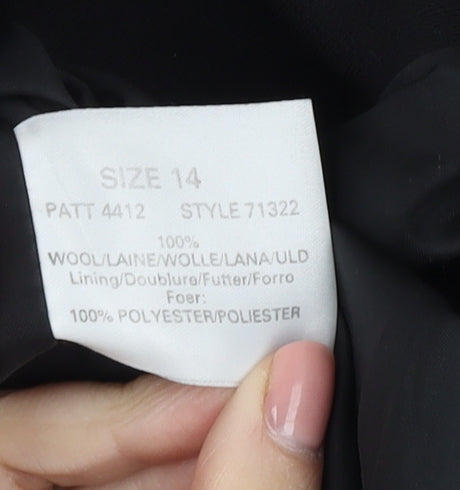 SIZE 14
PATT 4412 STYLE 71322
100%
WOOL/LAINE/WOLLE/LANA/ULD
Lining/Doublure/Futter/Forro
Foer:
100% POLYESTER/POLIESTER